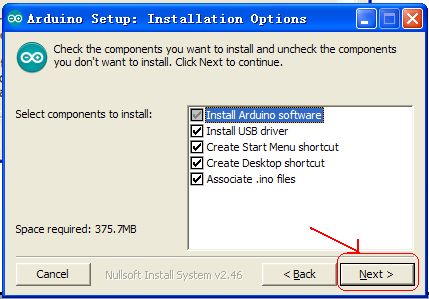 Arduino Setup: Installation Options
Check the components you want to install and uncheck the components
you don't want to install. Click Next to continue.
Select components to install:
Install Arduino software
Install USB driver
Create Start Menu shortcut
Create Desktop shortcut
Associate .ino files
Space required: 375.7MB
Cancel
Nullsoft Install System v2.46
< Back
Next >